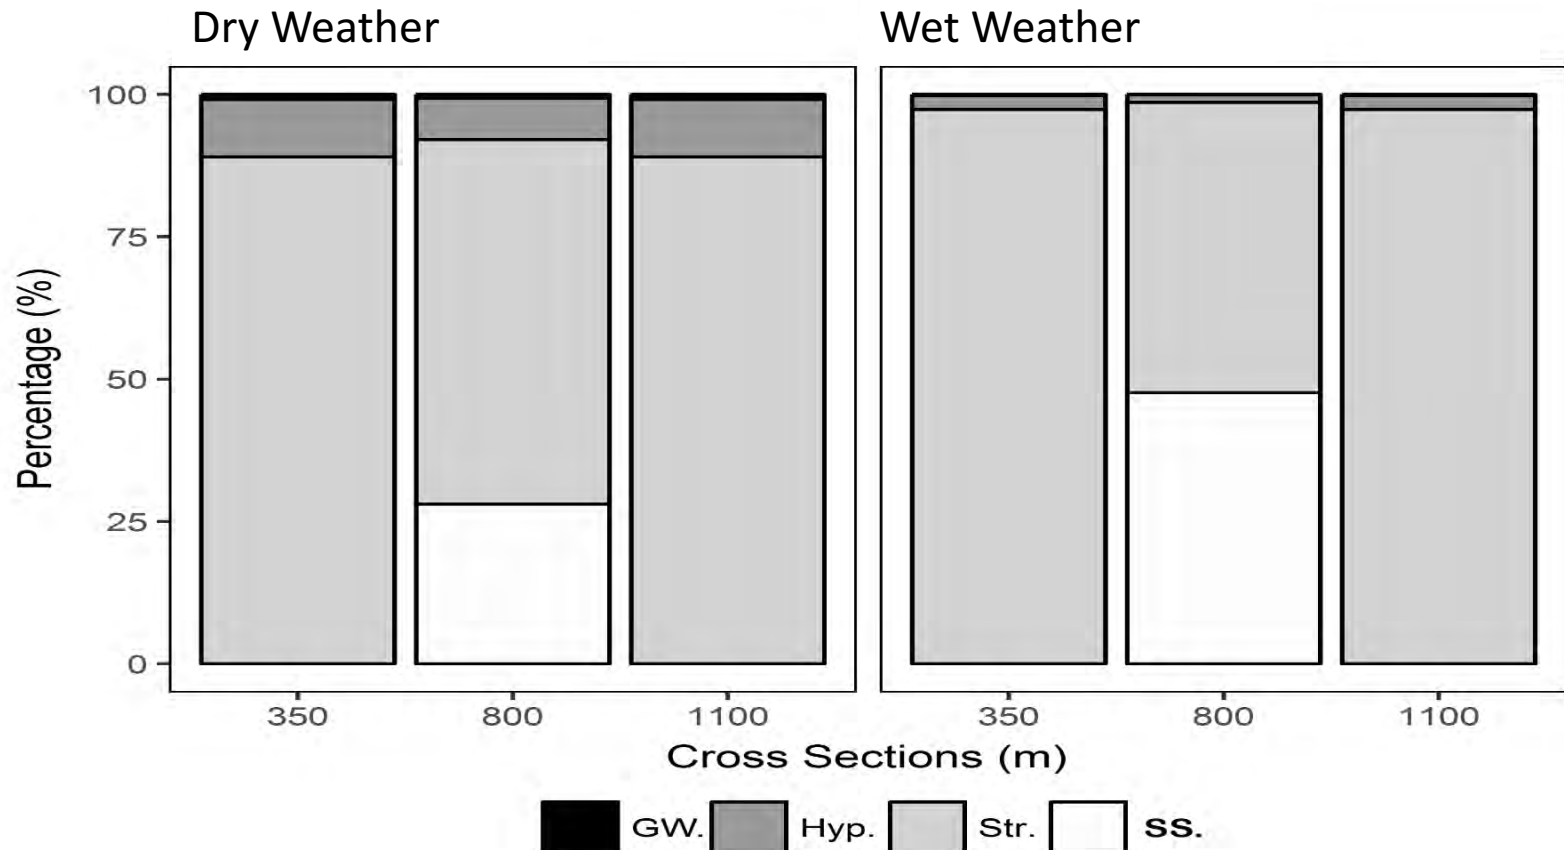 Dry Weather
Wet Weather
Percentage (%)
100
75
50
25
0
350 800 1100
350 800 1100
Cross Sections (m)
GW. Hyp. Str. SS.